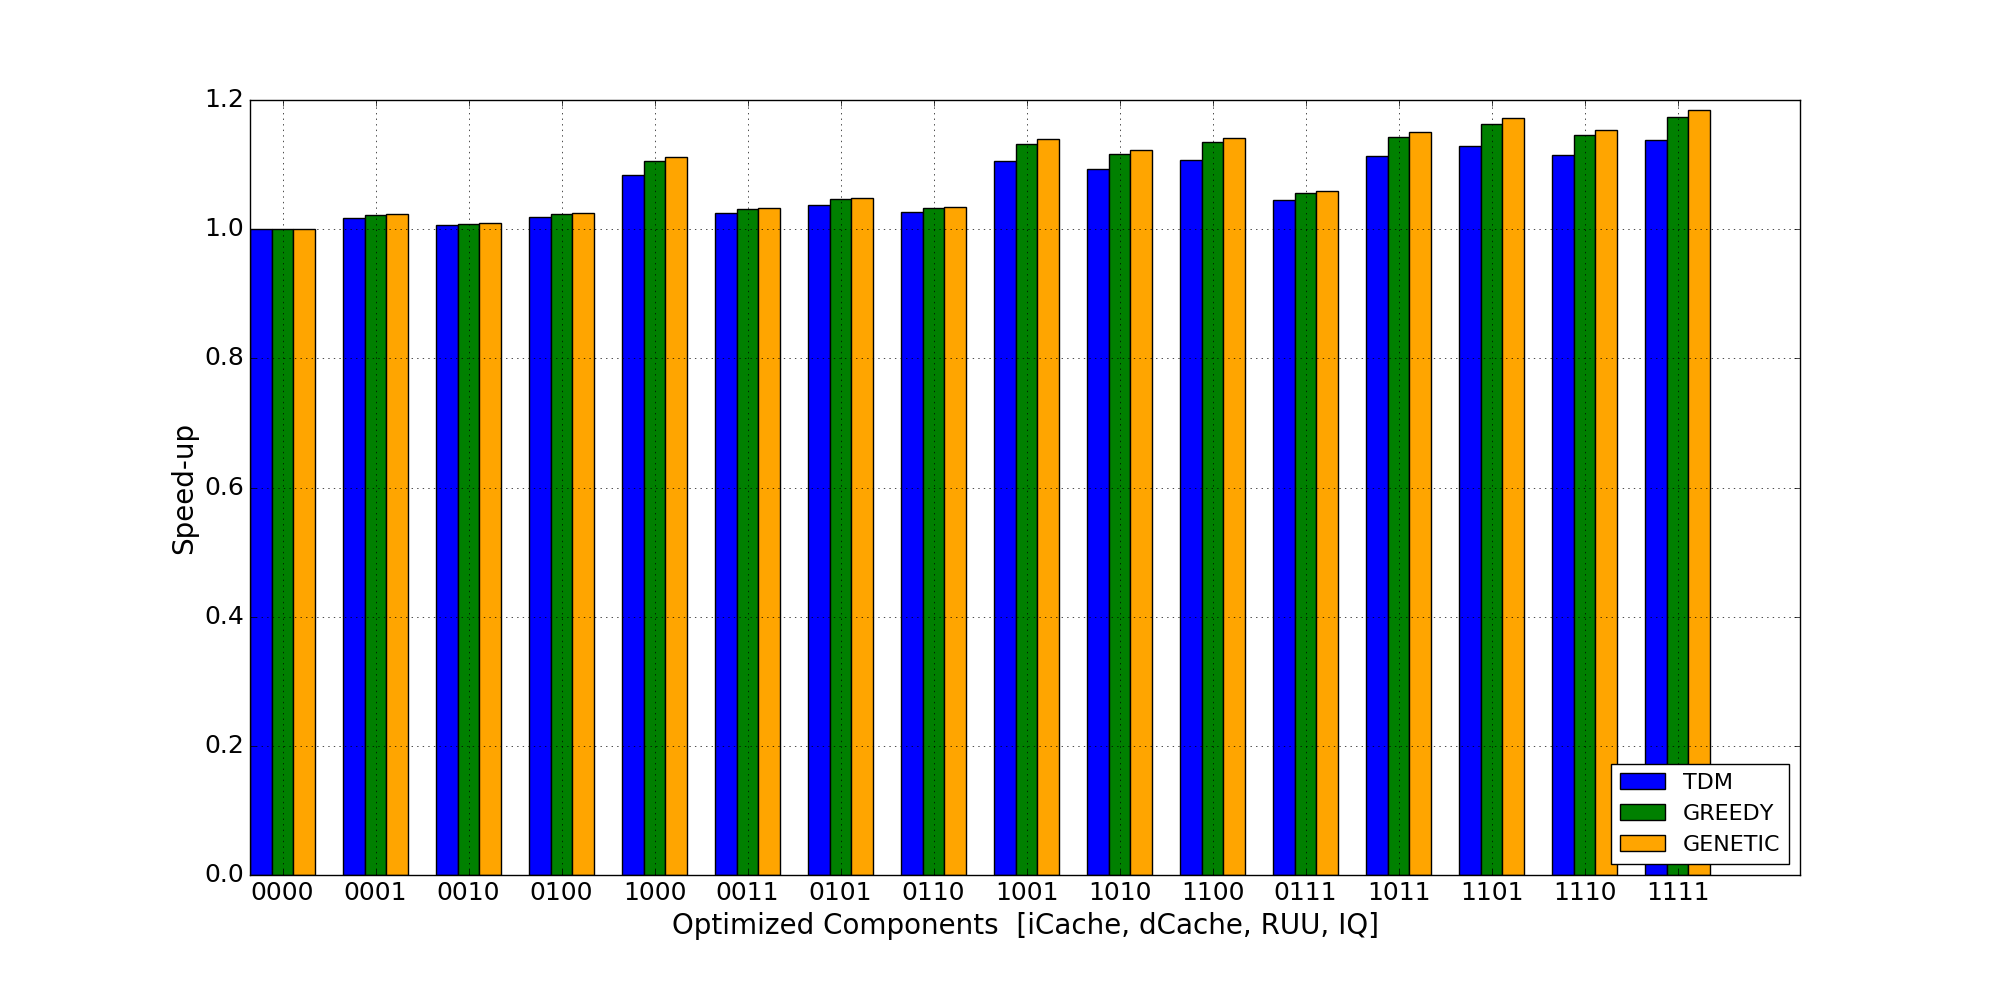 1.2
1.0
0.8
0.6
0.4
0.2
0.0
Speed-up
TDM
GREEDY
GENETIC
0000 0001 0010 0100 1000 0011 0101 0110 1001 1010 1100 0111 1011 1101 1110 1111
Optimized Components [iCache, dCache, RUU, IQ]